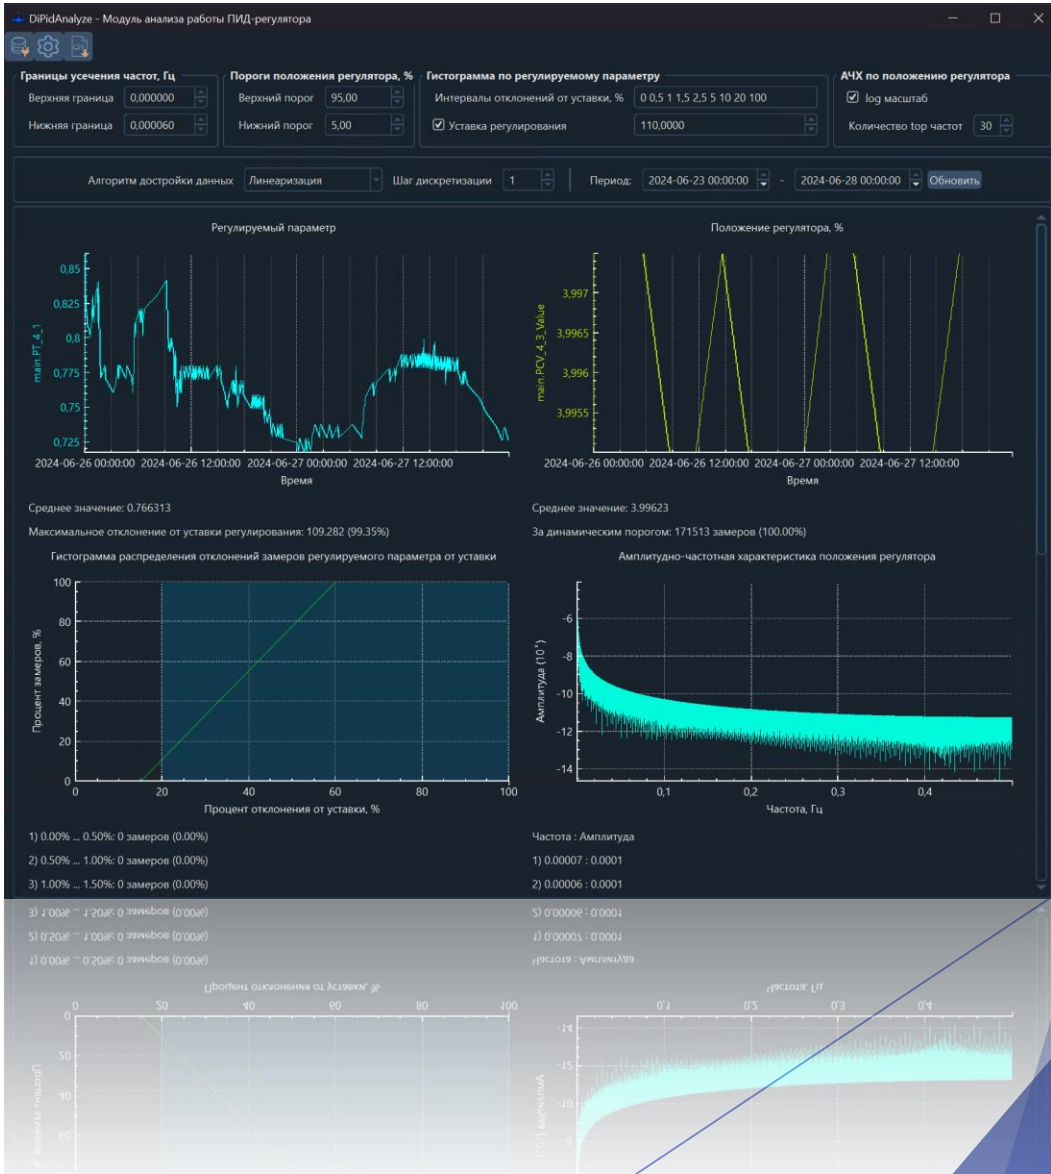 DiPidAnalyze - Модуль анализа работы ПИД-регулятора
Границы усечения частот, Гц
Верхняя граница 0,000000
Нижняя граница 0,000060
Пороги положения регулятора, %
Верхний порог 95,00
Нижний порог 5,00
Гистограмма по регулируемому параметру
Интервалы отклонений от уставки, % 0 0,5 1 1,5 2,5 5 10 20 100
Уставка регулирования 110,0000
АЧХ по положению регулятора
log масштаб
Количество top частот 30
Алгоритм достройки данных Линеаризация Шаг дискретизации 1 Период: 2024-06-23 00:00:00 - 2024-06-28 00:00:00 Обновить
Регулируемый параметр
main.PT_4_1
0,85
0,825
0,8
0,775
0,75
0,725
2024-06-26 00:00:00 2024-06-26 12:00:00 2024-06-27 00:00:00 2024-06-27 12:00:00
Время
Среднее значение: 0.766313
Максимальное отклонение от уставки регулирования: 109.282 (99.35%)
Положение регулятора, %
main.PCV_4_3_Value
3,997
3,9965
3,996
3,9955
2024-06-26 00:00:00 2024-06-26 12:00:00 2024-06-27 00:00:00 2024-06-27 12:00:00
Время
Среднее значение: 3.99623
За динамическим порогом: 171513 замеров (100.00%)
Гистограмма распределения отклонений замеров регулируемого параметра от уставки
Процент замеров, %
100
80
60
40
20
0
0 20 40 60 80 100
Процент отклонения от уставки, %
1) 0.00% ... 0.50%: 0 замеров (0.00%)
2) 0.50% ... 1.00%: 0 замеров (0.00%)
3) 1.00% ... 1.50%: 0 замеров (0.00%)
Амплитудно-частотная характеристика положения регулятора
Амплитуда (10^)
-6
-8
-10
-12
-14
0,1 0,2 0,3 0,4
Частота, Гц
Частота : Амплитуда
1) 0.00007 : 0.0001
2) 0.00006 : 0.0001